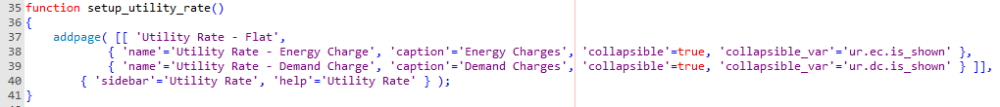 35 function setup_utility_rate()
36 {
37     addpage( [[ 'Utility Rate - Flat',
38             { 'name'='Utility Rate - Energy Charge', 'caption'='Energy Charges', 'collapsible'=true, 'collapsible_var'='ur.ec.is_shown' },
39             { 'name'='Utility Rate - Demand Charge', 'caption'='Demand Charges', 'collapsible'=true, 'collapsible_var'='ur.dc.is_shown' } ]],
40         { 'sidebar'='Utility Rate', 'help'='Utility Rate' } );
41 }